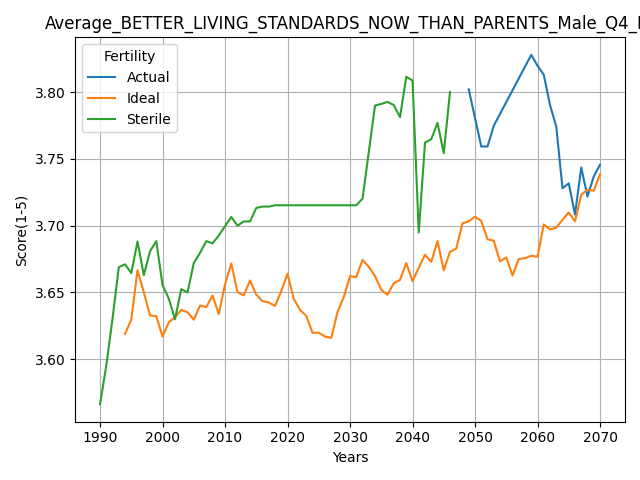 Average_BETTER_LIVING_STANDARDS_NOW_THAN_PARENTS_Male_Q4_
Fertility
Actual
Ideal
Sterile
Score(1-5)
3.80
3.75
3.70
3.65
3.60
1990 2000 2010 2020 2030 2040 2050 2060 2070
Years